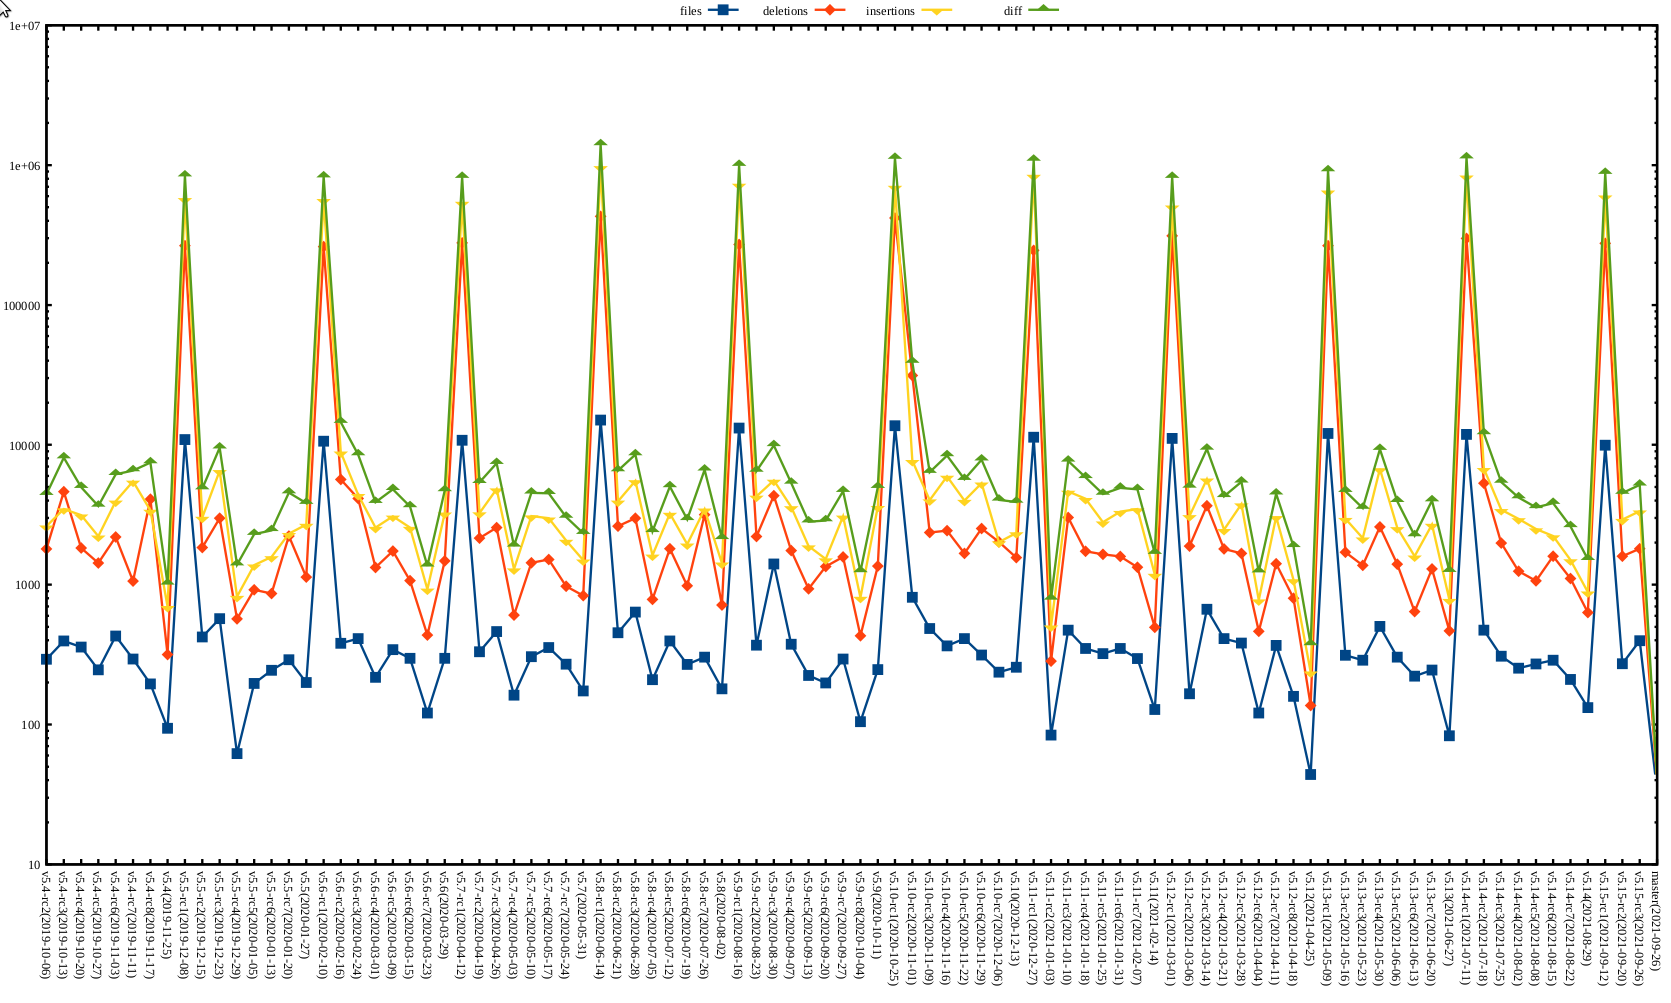 files deletions insertions diff
1e+07
1e+06
100000
10000
1000
100
10
v5.4-rc2(2019-10-06)
v5.4-rc3(2019-10-13)
v5.4-rc4(2019-10-20)
v5.4-rc5(2019-10-27)
v5.4-rc6(2019-11-03)
v5.4-rc7(2019-11-11)
v5.4-rc8(2019-11-17)
v5.4(2019-11-25)
v5.5-rc1(2019-12-08)
v5.5-rc2(2019-12-15)
v5.5-rc3(2019-12-23)
v5.5-rc4(2019-12-29)
v5.5-rc5(2020-01-05)
v5.5-rc6(2020-01-13)
v5.5-rc7(2020-01-20)
v5.5(2020-01-27)
v5.6-rc1(2020-02-10)
v5.6-rc2(2020-02-16)
v5.6-rc3(2020-02-24)
v5.6-rc4(2020-03-01)
v5.6-rc5(2020-03-09)
v5.6-rc6(2020-03-15)
v5.6-rc7(2020-03-23)
v5.6(2020-03-29)
v5.7-rc1(2020-04-12)
v5.7-rc2(2020-04-19)
v5.7-rc3(2020-04-26)
v5.7-rc4(2020-05-03)
v5.7-rc5(2020-05-10)
v5.7-rc6(2020-05-17)
v5.7-rc7(2020-05-24)
v5.7(2020-05-31)
v5.8-rc1(2020-06-14)
v5.8-rc2(2020-06-21)
v5.8-rc3(2020-06-28)
v5.8-rc4(2020-07-05)
v5.8-rc5(2020-07-12)
v5.8-rc6(2020-07-19)
v5.8-rc7(2020-07-26)
v5.8(2020-08-02)
v5.9-rc1(2020-08-16)
v5.9-rc2(2020-08-23)
v5.9-rc3(2020-08-30)
v5.9-rc4(2020-09-07)
v5.9-rc5(2020-09-13)
v5.9-rc6(2020-09-20)
v5.9-rc7(2020-09-27)
v5.9-rc8(2020-10-04)
v5.9(2020-10-11)
v5.10-rc1(2020-10-25)
v5.10-rc2(2020-11-01)
v5.10-rc3(2020-11-09)
v5.10-rc4(2020-11-16)
v5.10-rc5(2020-11-22)
v5.10-rc6(2020-11-29)
v5.10-rc7(2020-12-06)
v5.10(2020-12-13)
v5.11-rc1(2020-12-27)
v5.11-rc2(2021-01-03)
v5.11-rc3(2021-01-10)
v5.11-rc4(2021-01-18)
v5.11-rc5(2021-01-25)
v5.11-rc6(2021-01-31)
v5.11-rc7(2021-02-07)
v5.11(2021-02-14)
v5.12-rc1(2021-03-01)
v5.12-rc2(2021-03-06)
v5.12-rc3(2021-03-14)
v5.12-rc4(2021-03-21)
v5.12-rc5(2021-03-28)
v5.12-rc6(2021-04-04)
v5.12-rc7(2021-04-11)
v5.12-rc8(2021-04-18)
v5.12(2021-04-25)
v5.13-rc1(2021-05-09)
v5.13-rc2(2021-05-16)
v5.13-rc3(2021-05-23)
v5.13-rc4(2021-05-30)
v5.13-rc5(2021-06-06)
v5.13-rc6(2021-06-13)
v5.13-rc7(2021-06-20)
v5.13(2021-06-27)
v5.14-rc1(2021-07-11)
v5.14-rc2(2021-07-18)
v5.14-rc3(2021-07-25)
v5.14-rc4(2021-08-02)
v5.14-rc5(2021-08-08)
v5.14-rc6(2021-08-15)
v5.14-rc7(2021-08-22)
v5.14(2021-08-29)
v5.15-rc1(2021-09-12)
v5.15-rc2(2021-09-20)
v5.15-rc3(2021-09-26)
master(2021-09-26)